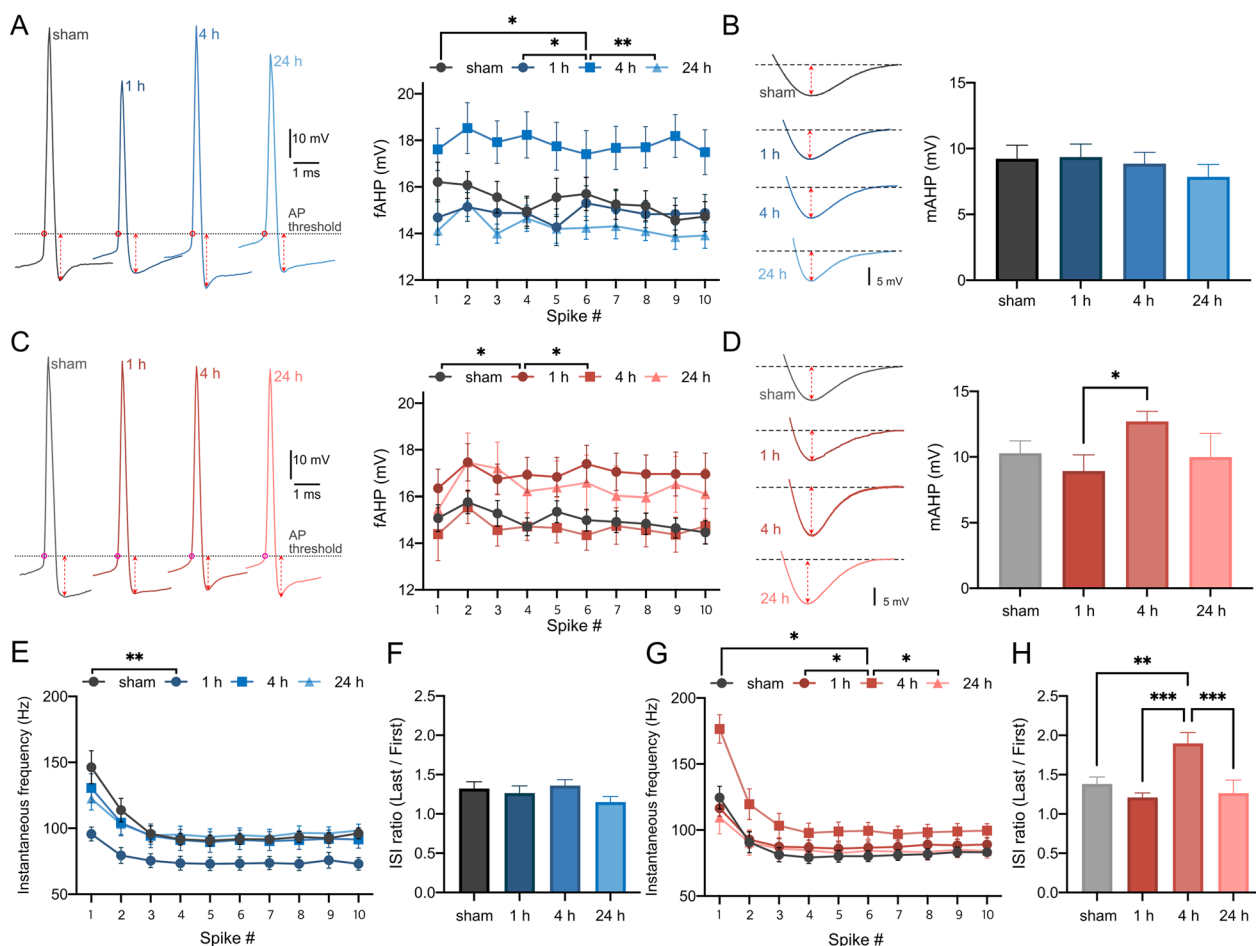 A
sham
1 h
4 h
24 h
10 mV
1 ms
AP
threshold
*
* **
sham 1 h 4 h 24 h
fAHP (mV)
20
18
16
14
12
1 2 3 4 5 6 7 8 9 10
Spike #
B
sham
1 h
4 h
24 h
5 mV
mAHP (mV)
15
10
5
0
sham 1 h 4 h 24 h
C
sham
1 h
4 h
24 h
10 mV
1 ms
AP
threshold
* *
sham 1 h 4 h 24 h
fAHP (mV)
20
18
16
14
12
1 2 3 4 5 6 7 8 9 10
Spike #
D
sham
1 h
4 h
24 h
5 mV
mAHP (mV)
15
10
5
0
*
sham 1 h 4 h 24 h
E
**
sham 1 h 4 h 24 h
Instantaneous frequency (Hz)
200
150
100
50
1 2 3 4 5 6 7 8 9 10
Spike #
F
ISI ratio (Last / First)
2.5
2.0
1.5
1.0
0.5
0.0
sham 1 h 4 h 24 h
G
*
* *
sham 1 h 4 h 24 h
Instantaneous frequency (Hz)
200
150
100
50
1 2 3 4 5 6 7 8 9 10
Spike #
H
**
*** ***
ISI ratio (Last / First)
2.5
2.0
1.5
1.0
0.5
0.0
sham 1 h 4 h 24 h